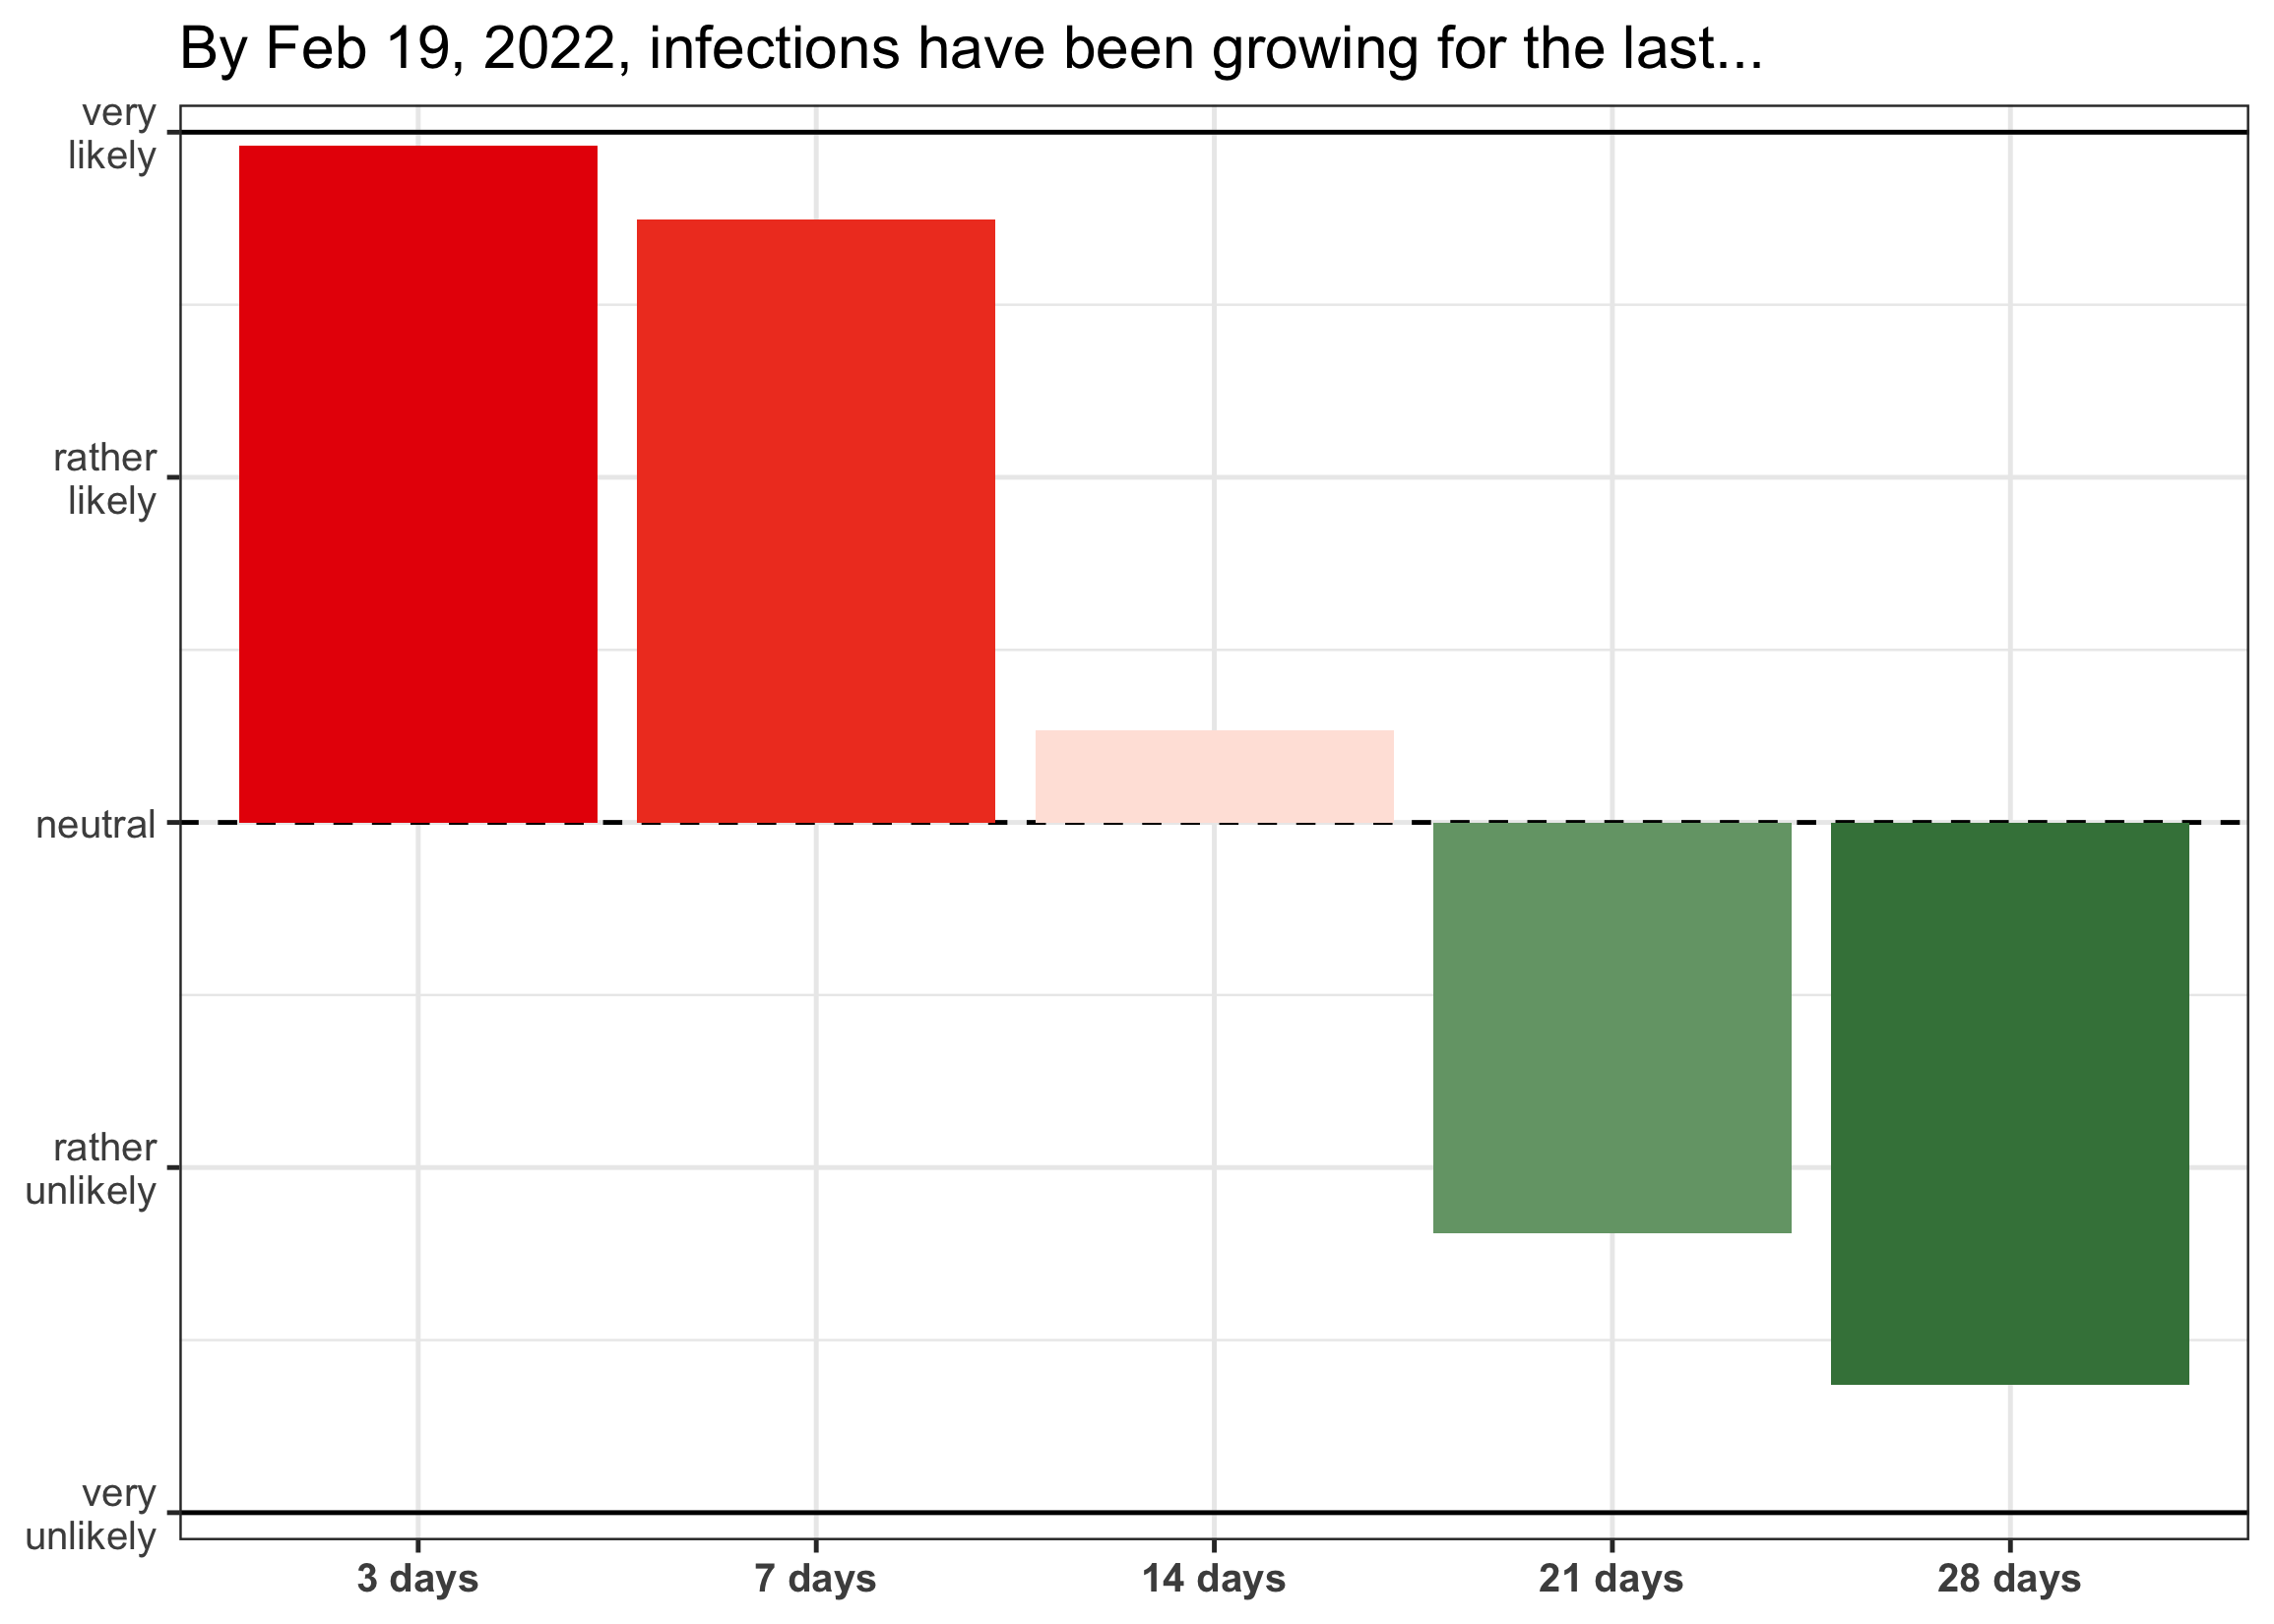 By Feb 19, 2022, infections have been growing for the last...
very
likely
rather
likely
neutral
rather
unlikely
very
unlikely
3 days
7 days
14 days
21 days
28 days